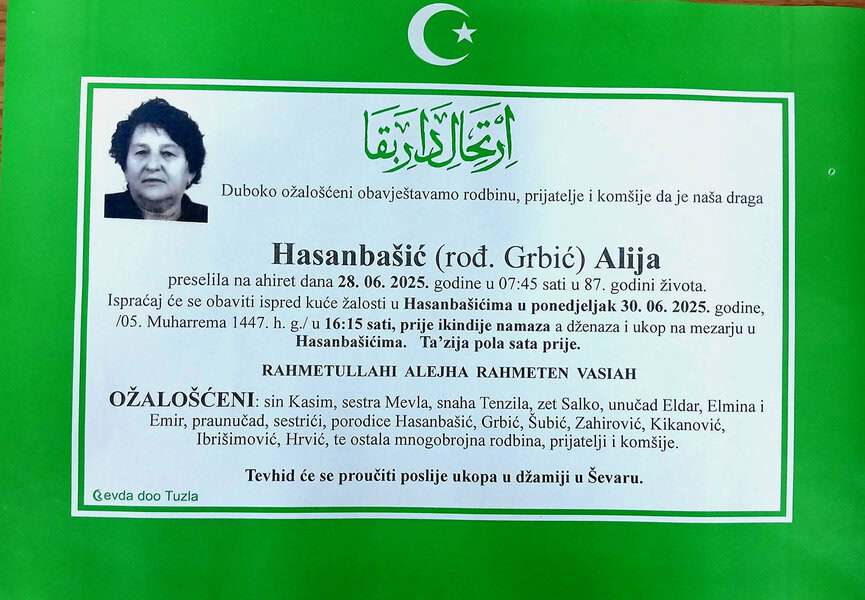 اِرْتِحَالِ دَارِ بَقَا
Duboko ožalošćeni obavještavamo rodbinu, prijatelje i komšije da je naša draga
Hasanbašić (rođ. Grbić) Alija
preselila na ahiret dana 28. 06. 2025. godine u 07:45 sati u 87. godini života.
Ispraćaj će se obaviti ispred kuće žalosti u Hasanbašićima u ponedjeljak 30. 06. 2025. godine,
/05. Muharrema 1447. h. g./ u 16:15 sati, prije ikindije namaza a dženaza i ukop na mezarju u
Hasanbašićima. Ta’zija pola sata prije.
RAHMETULLAHI ALEJHA RAHMETEN VASIAH
OŽALOŠĆENI: sin Kasim, sestra Mevla, snaha Tenzila, zet Salko, unučad Eldar, Elmina i
Emir, praunučad, sestrići, porodice Hasanbašić, Grbić, Šubić, Zahirović, Kikanović,
Ibrišimović, Hrvić, te ostala mnogobrojna rodbina, prijatelji i komšije.
Tevhid će se proučiti poslije ukopa u džamiji u Ševaru.
Ševda doo Tuzla